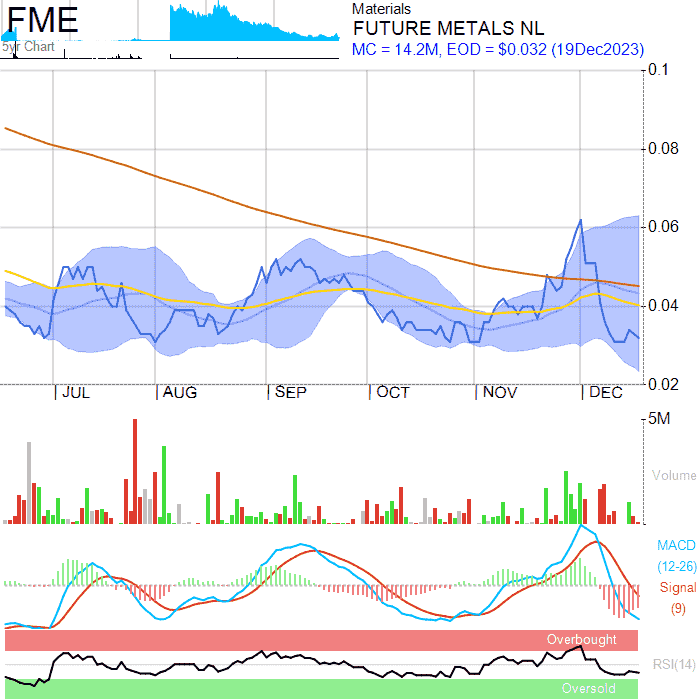 FME
5yr Chart
Materials
FUTURE METALS NL
MC = 14.2M, EOD = $0.032 (19Dec2023)
0.1
0.08
0.06
0.04
0.02
JUL AUG SEP OCT NOV DEC
5M
Volume
MACD
(12-26)
Signal
(9)
Overbought
RSI(14)
Oversold